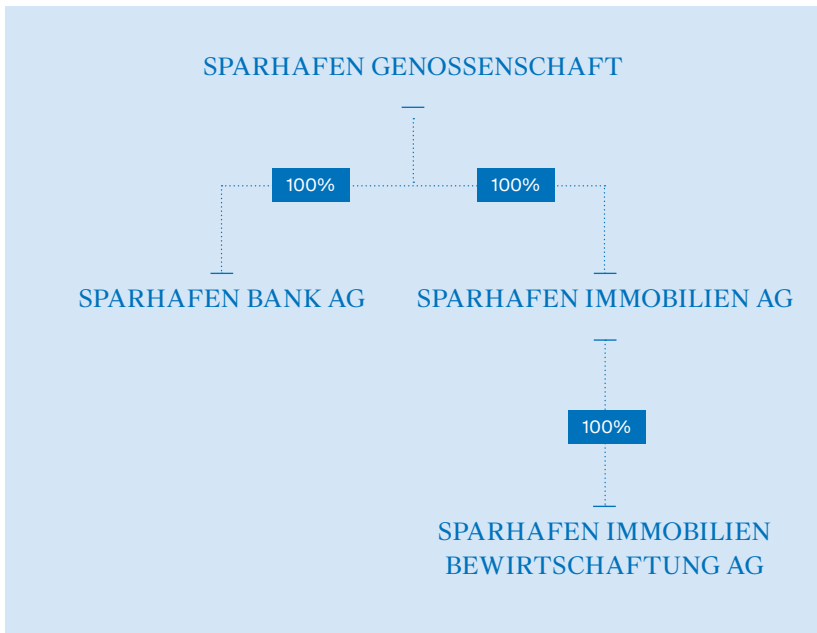 SPARHAFEN GENOSSENSCHAFT
100%
100%
SPARHAFEN BANK AG
SPARHAFEN IMMOBILIEN AG
100%
SPARHAFEN IMMOBILIEN
BEWIRTSCHAFTUNG AG